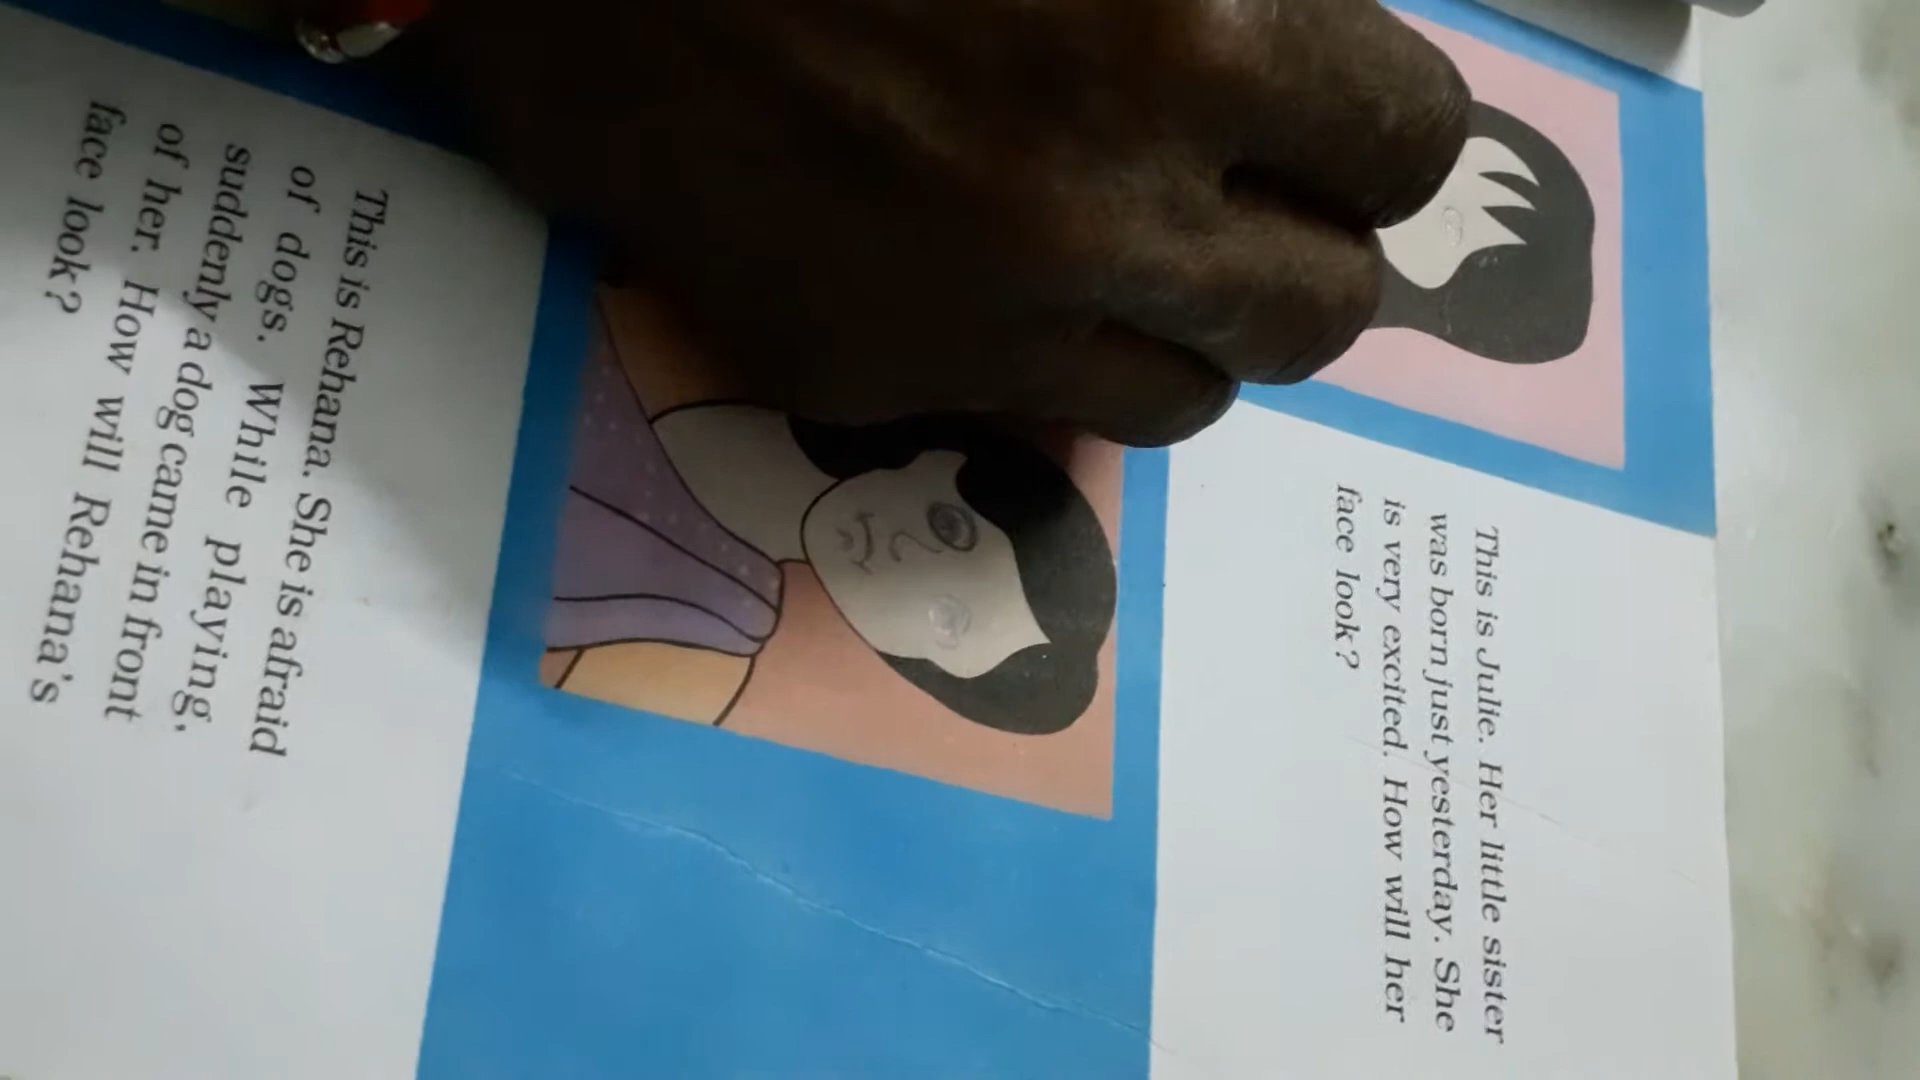 This is Julie. Her little sister
was born just yesterday. She
is very excited. How will her
face look?
This is Rehana. She is afraid
of dogs. While playing,
suddenly a dog came in front
of her. How will Rehana's
face look?